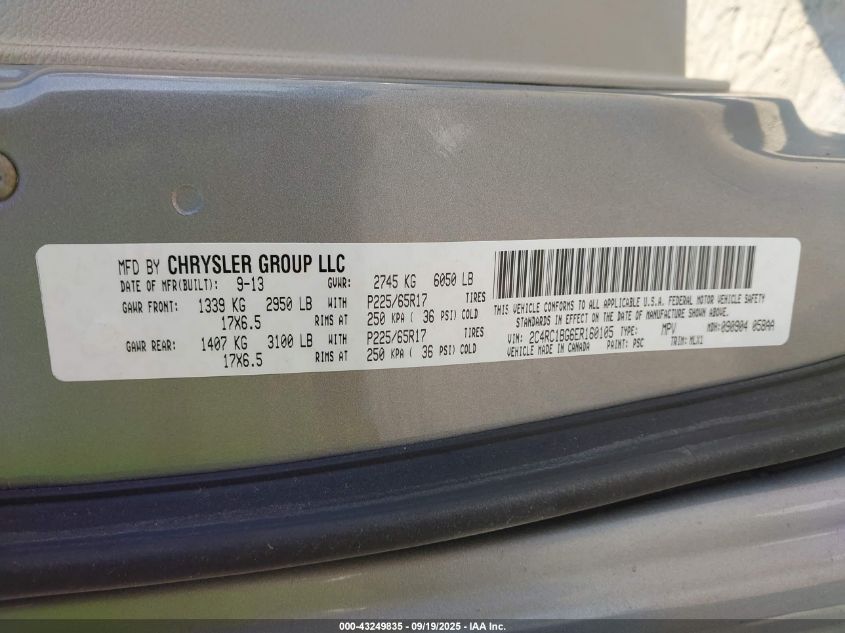 MFD BY CHRYSLER GROUP LLC
DATE OF MFR(BUILT): 9-13 GVWR: 2745 KG 6050 LB
GAWR FRONT: 1339 KG 2950 LB WITH P225/65R17 TIRES
17X6.5 RIMS AT 250 KPA ( 36 PSI) COLD
GAWR REAR: 1407 KG 3100 LB WITH P225/65R17 TIRES
17X6.5 RIMS AT 250 KPA ( 36 PSI) COLD
THIS VEHICLE CONFORMS TO ALL APPLICABLE U.S.A. FEDERAL MOTOR VEHICLE SAFETY
STANDARDS IN EFFECT ON THE DATE OF MANUFACTURE SHOWN ABOVE.
VIN: 2C4RC1BG6ER160105 TYPE: MPV MDH: 090904 058AA
VEHICLE MADE IN CANADA PAINT: PSC TRIM: MLX1
000-43249835 - 09/19/2025 - IAA Inc.